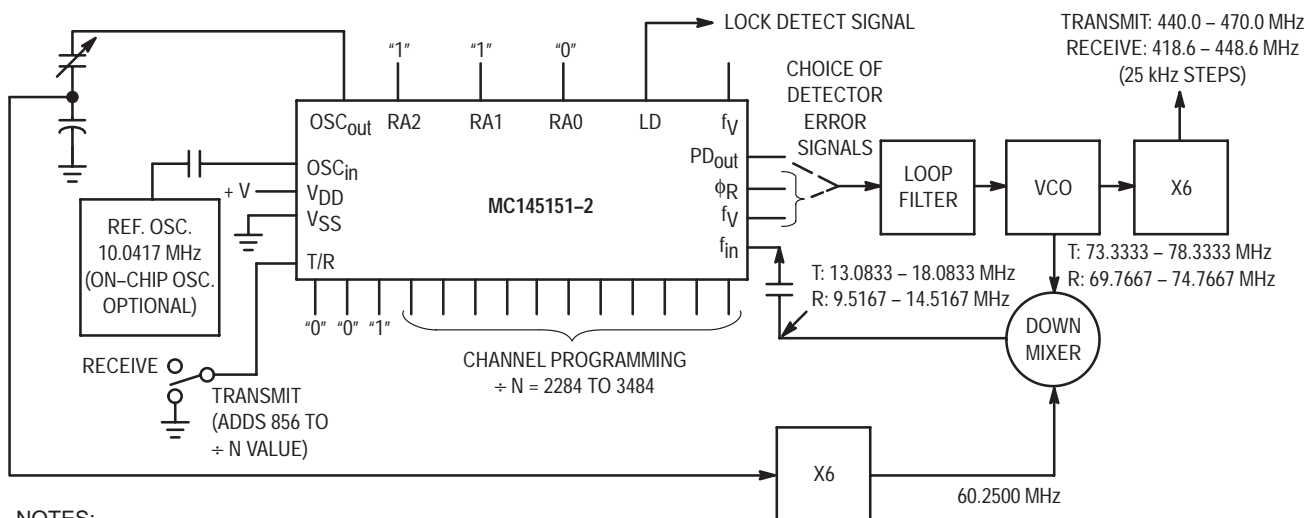 LOCK DETECT SIGNAL
TRANSMIT: 440.0 – 470.0 MHz
RECEIVE: 418.6 – 448.6 MHz
(25 kHz STEPS)
"1"
"1"
"0"
CHOICE OF
DETECTOR
ERROR
SIGNALS
OSCout RA2 RA1 RA0 LD fV
OSCin
+ V
VDD
VSS
T/R
MC145151–2
PDout
ϕR
fV
fin
LOOP
FILTER
VCO
X6
REF. OSC.
10.0417 MHz
(ON–CHIP OSC.
OPTIONAL)
T: 73.3333 – 78.3333 MHz
R: 69.7667 – 74.7667 MHz
T: 13.0833 – 18.0833 MHz
R: 9.5167 – 14.5167 MHz
"0" "0" "1"
DOWN
MIXER
CHANNEL PROGRAMMING
÷ N = 2284 TO 3484
RECEIVE
TRANSMIT
(ADDS 856 TO
÷ N VALUE)
X6
60.2500 MHz
NOTES: